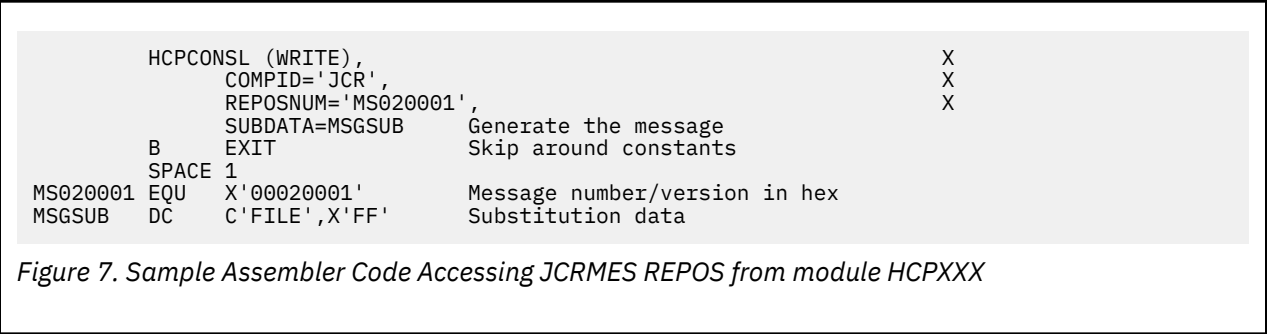 HCPCONSL (WRITE), X
COMPID='JCR', X
REPOSNUM='MS020001', X
SUBDATA=MSGSUB Generate the message
B EXIT Skip around constants
SPACE 1
MS020001 EQU X'00020001' Message number/version in hex
MSGSUB DC C'FILE',X'FF' Substitution data
Figure 7. Sample Assembler Code Accessing JCRMES REPOS from module HCPXXX